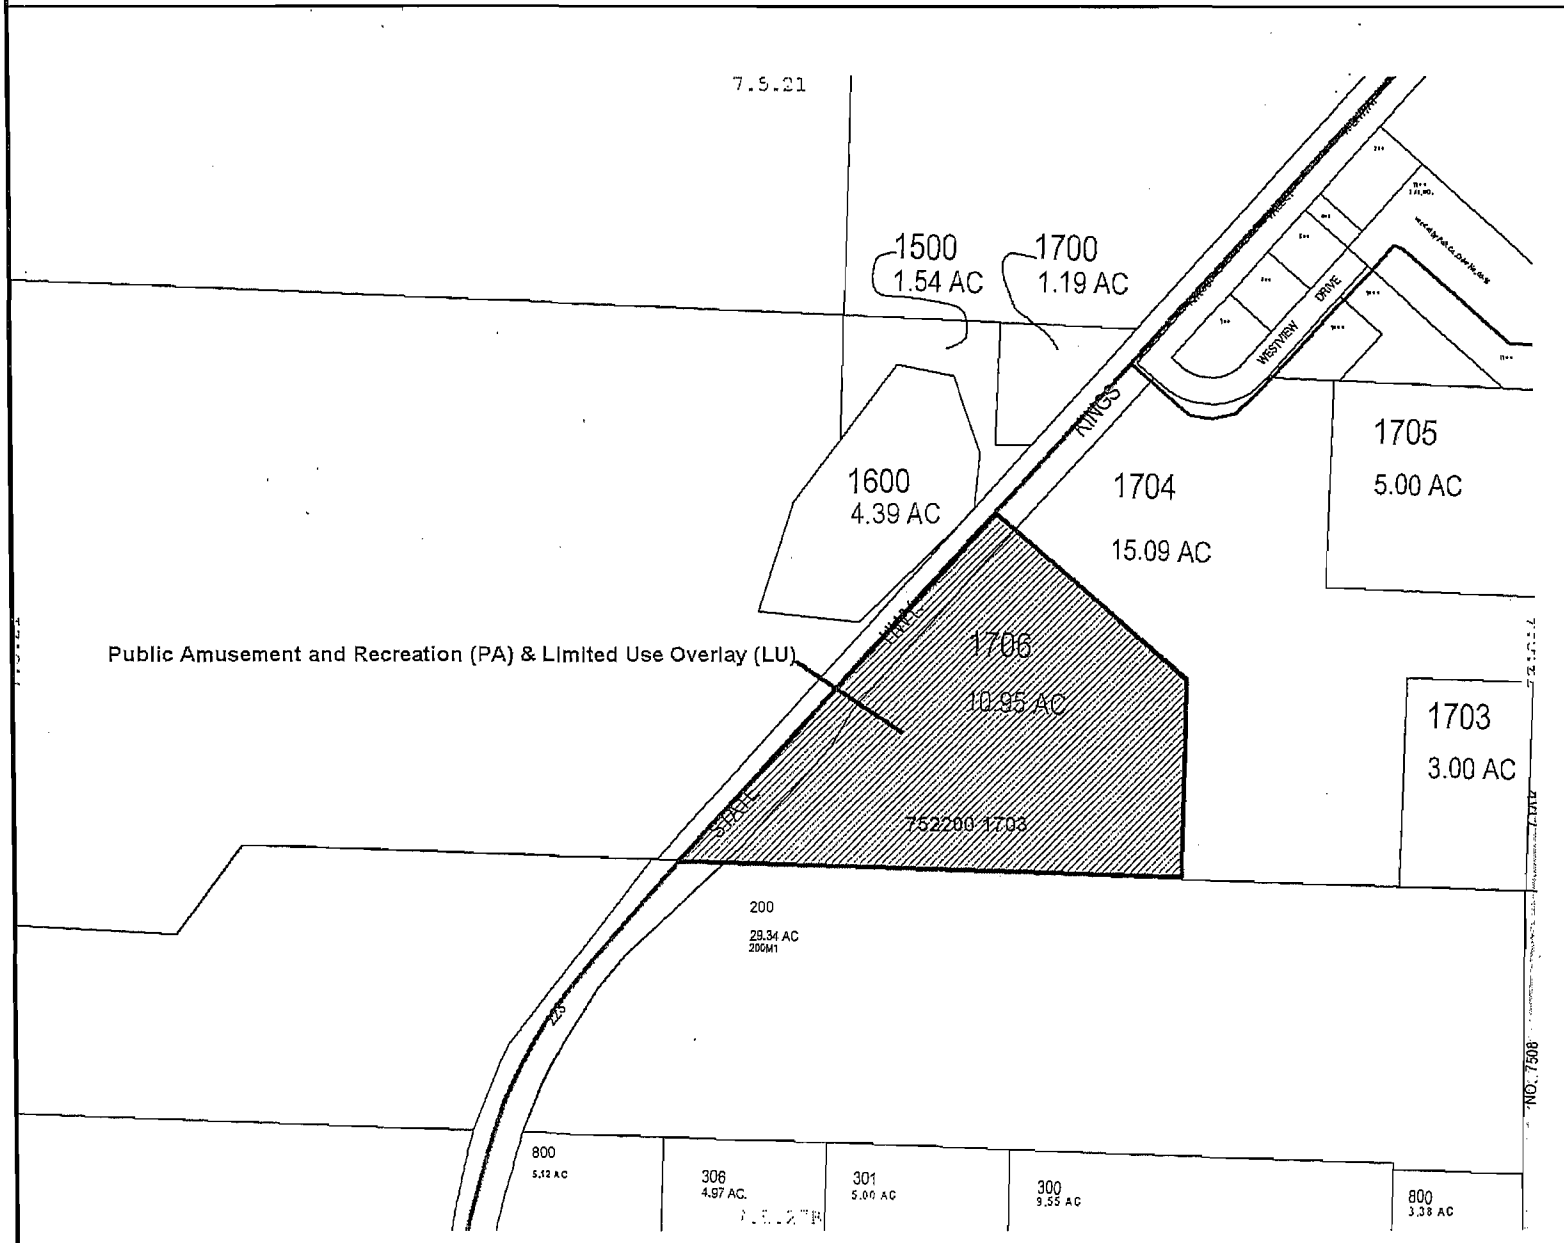 7.5.21
1500
1.54 AC
1700
1.19 AC
WESTVIEW DRIVE
KINGS
1705
5.00 AC
1704
15.09 AC
1600
4.39 AC
HWY.
1706
10.95 AC
Public Amusement and Recreation (PA) & Limited Use Overlay (LU)
1703
3.00 AC
STATE
752200 1703
200
29.34 AC
200M1
223
NO. 7508
800
5.12 AC
306
4.97 AC.
301
5.00 AC
300
9.55 AC
800
3.38 AC